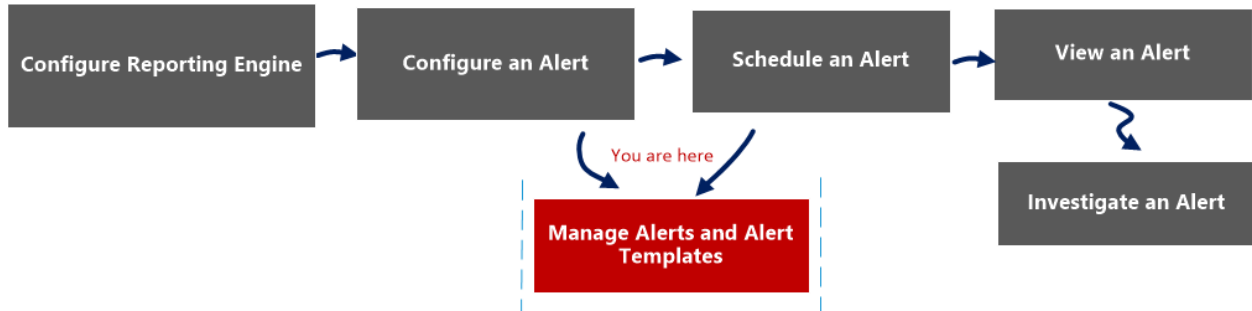 Configure Reporting Engine
Configure an Alert
Schedule an Alert
View an Alert
You are here
Manage Alerts and Alert
Templates
Investigate an Alert